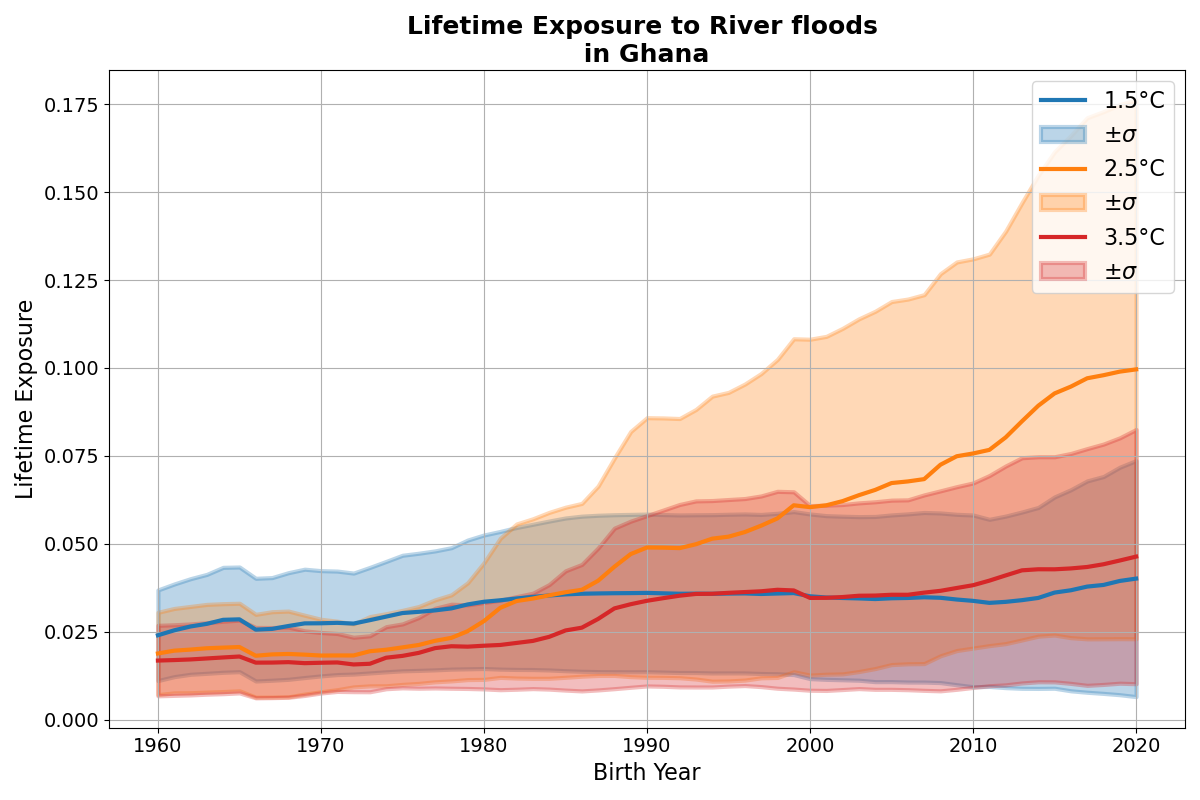 Lifetime Exposure to River floods
in Ghana
Lifetime Exposure
0.175
0.150
0.125
0.100
0.075
0.050
0.025
0.000
1960 1970 1980 1990 2000 2010 2020
Birth Year
1.5°C
±σ
2.5°C
±σ
3.5°C
±σ